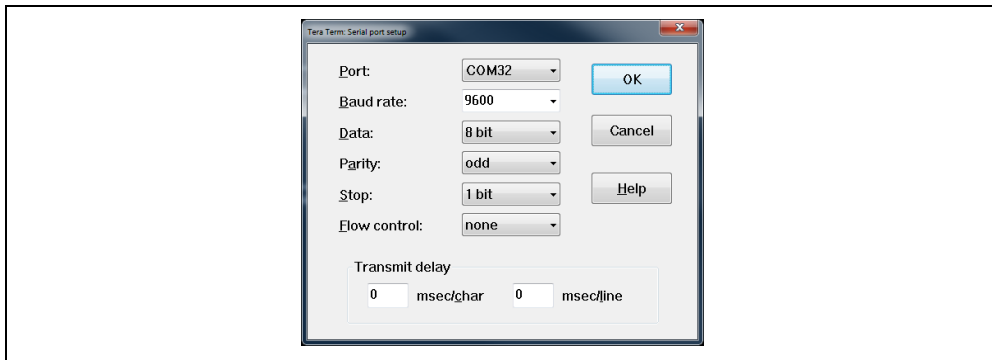 Tera Term: Serial port setup
Port: COM32 OK
Baud rate: 9600
Data: 8 bit Cancel
Parity: odd
Stop: 1 bit Help
Flow control: none
Transmit delay
0 msec/char 0 msec/line